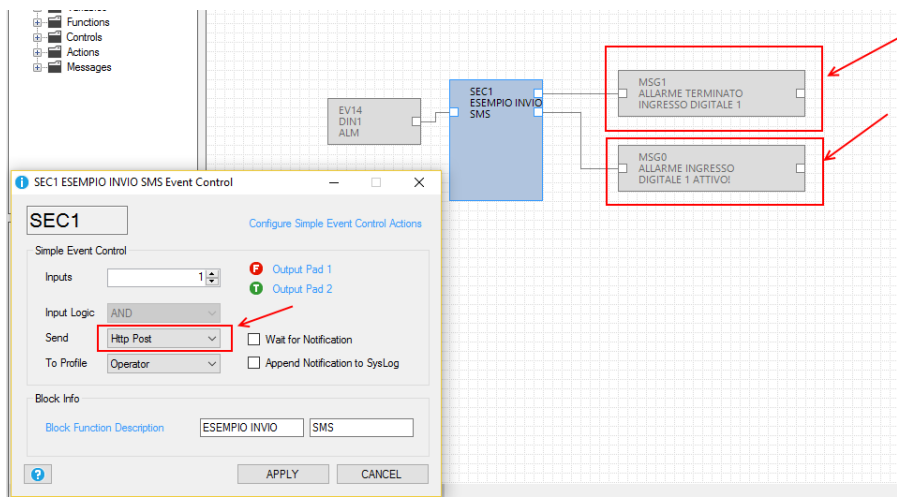 Functions
Controls
Actions
Messages
EV14
DIN1
ALM
SEC1
ESEMPIO INVIO
SMS
MSG1
ALLARME TERMINATO
INGRESSO DIGITALE 1
MSG0
ALLARME INGRESSO
DIGITALE 1 ATTIVO!
SEC1 ESEMPIO INVIO SMS Event Control
SEC1
Configure Simple Event Control Actions
Simple Event Control
Inputs 1
F Output Pad 1
T Output Pad 2
Input Logic AND
Send Http Post
Wait for Notification
To Profile Operator
Append Notification to SysLog
Block Info
Block Function Description ESEMPIO INVIO SMS
? APPLY CANCEL